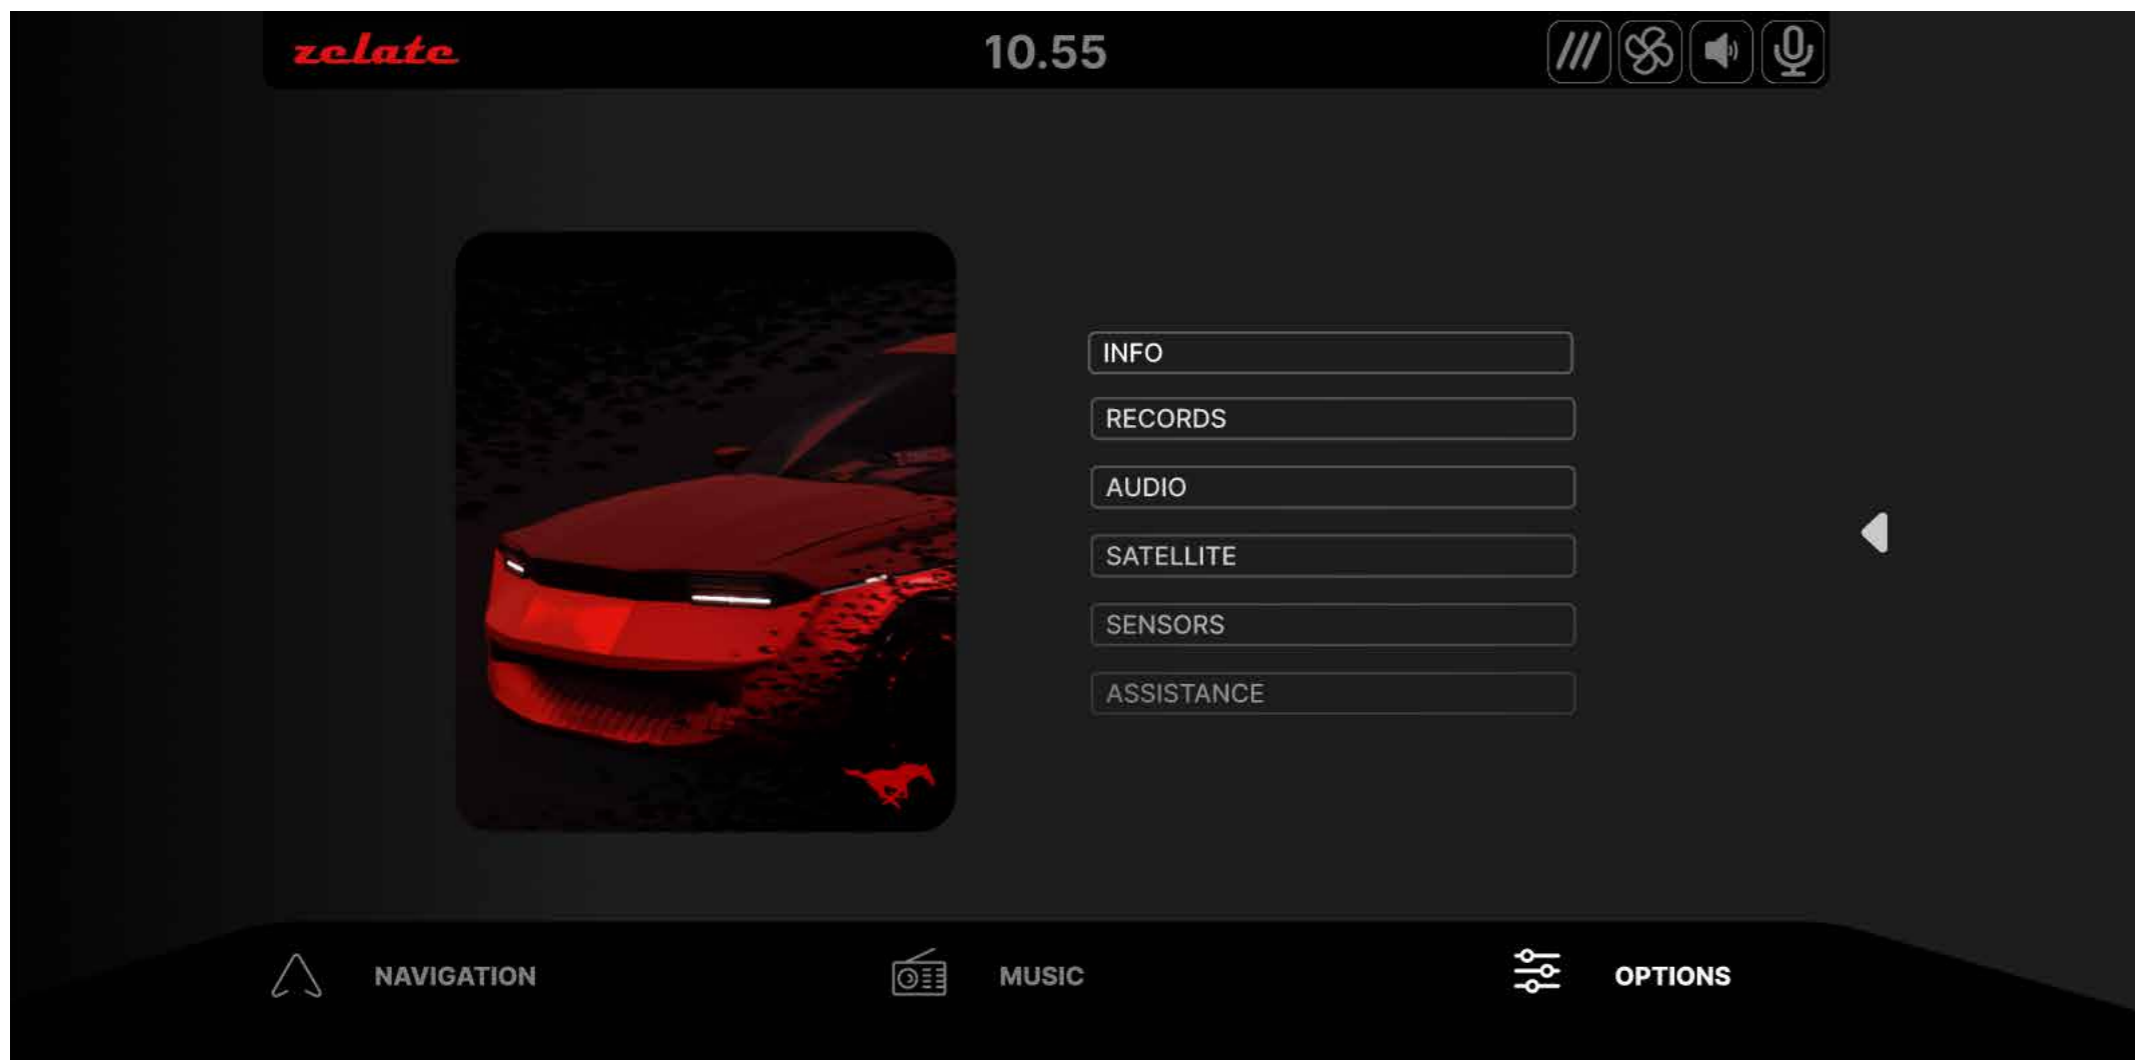 zelate
10.55
INFO
RECORDS
AUDIO
SATELLITE
SENSORS
ASSISTANCE
NAVIGATION
MUSIC
OPTIONS